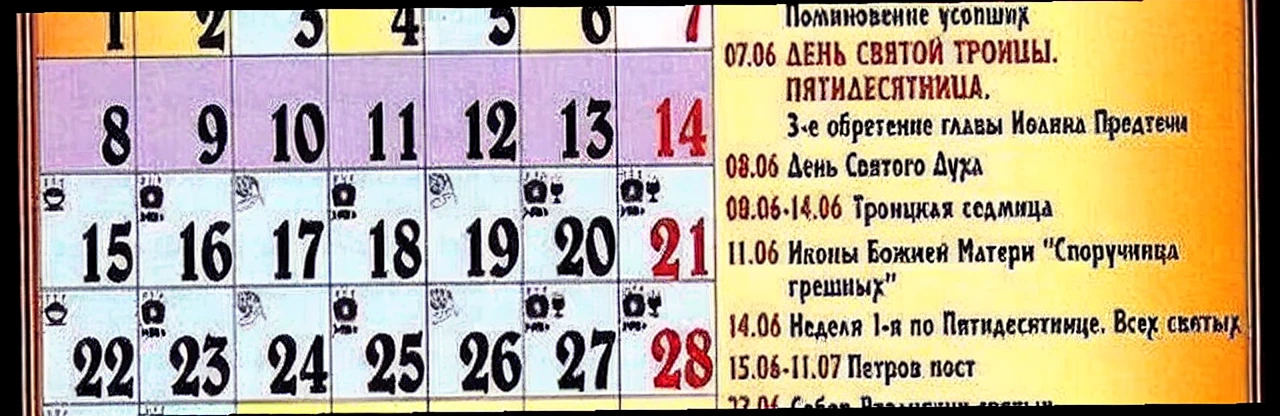 1 2 3 4 5 6 7
8 9 10 11 12 13 14
15 16 17 18 19 20 21
22 23 24 25 26 27 28
Поминовение усопших
07.06 ДЕНЬ СВЯТОЙ ТРОИЦЫ.
ПЯТИДЕСЯТНИЦА.
3-е обретение главы Иоанна Предтечи
08.06 День Святого Духа
08.06-14.06 Троицкая седмица
11.06 Иконы Божией Матери "Споручница
грешных"
14.06 Неделя 1-я по Пятидесятнице. Всех святых
15.06-11.07 Петров пост